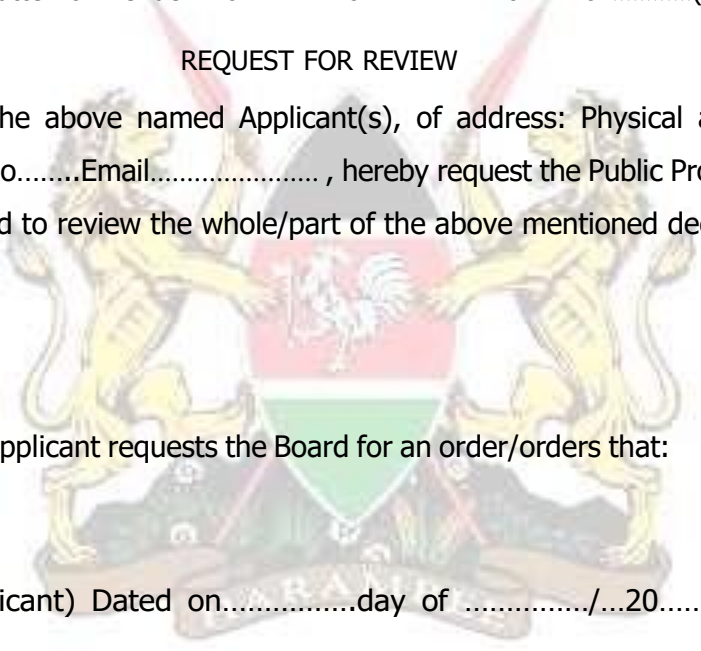 REQUEST FOR REVIEW
he above named Applicant(s), of address: Physical a
o……..Email…………………… , hereby request the Public Pro
d to review the whole/part of the above mentioned dec
pplicant requests the Board for an order/orders that:
icant) Dated on…………….day of ……………/…20……
HARAMBEE